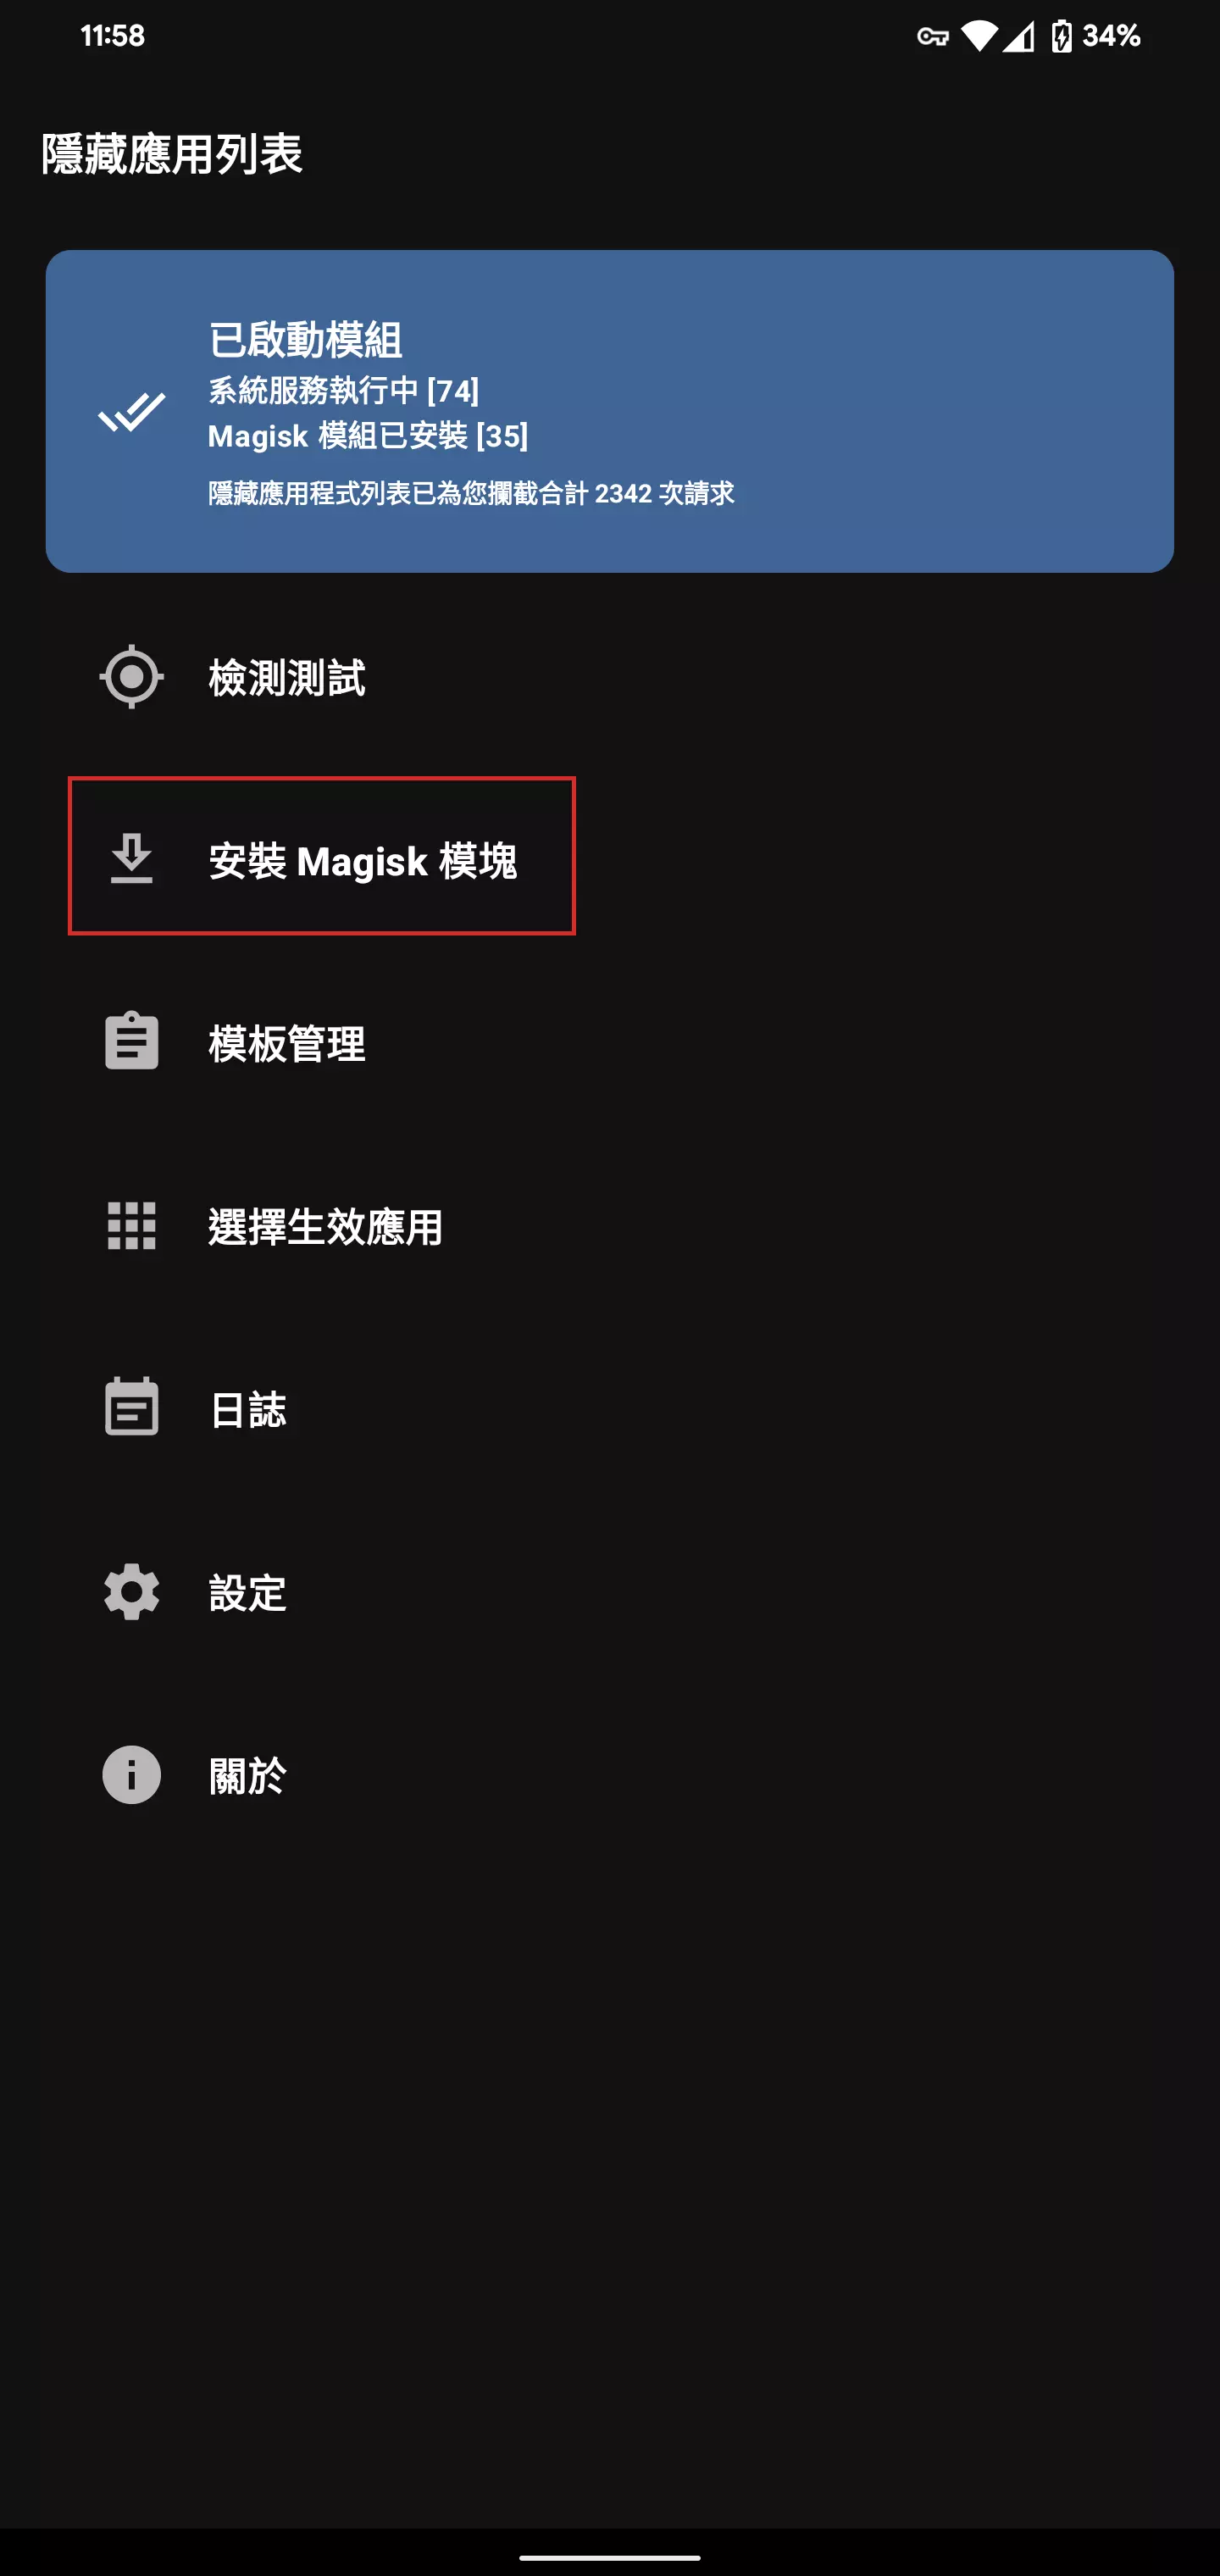 11:58
34%
隱藏應用列表
已啟動模組
系統服務執行中 [74]
Magisk 模組已安裝 [35]
隱藏應用程式列表已為您攔截合計 2342 次請求
檢測測試
安裝 Magisk 模塊
模板管理
選擇生效應用
日誌
設定
關於